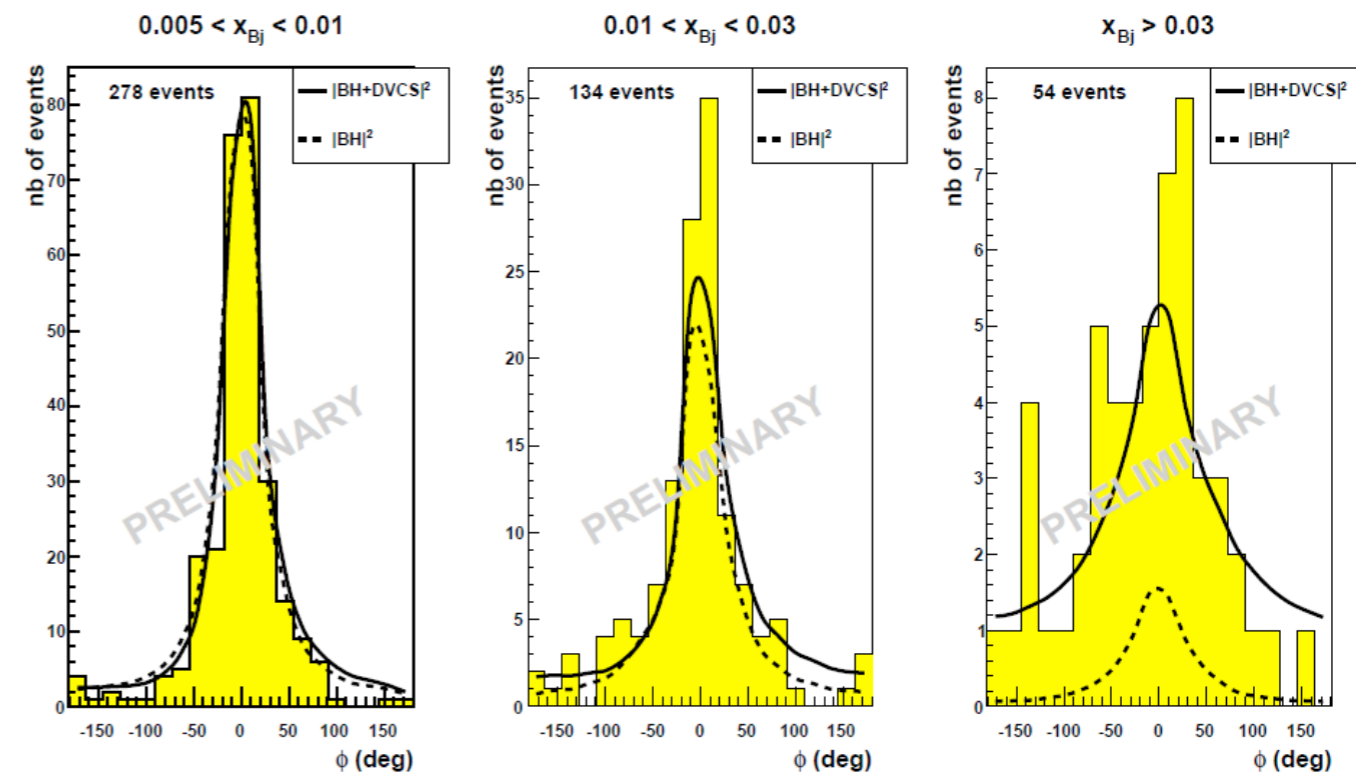 0.005 < x_Bj < 0.01
nb of events
278 events
|BH+DVCS|²
|BH|²
80
70
60
50
40
30
20
10
0
PRELIMINARY
-150 -100 -50 0 50 100 150
ϕ (deg)
0.01 < x_Bj < 0.03
nb of events
134 events
|BH+DVCS|²
|BH|²
35
30
25
20
15
10
5
0
PRELIMINARY
-150 -100 -50 0 50 100 150
ϕ (deg)
x_Bj > 0.03
nb of events
54 events
|BH+DVCS|²
|BH|²
8
7
6
5
4
3
2
1
0
PRELIMINARY
-150 -100 -50 0 50 100 150
ϕ (deg)